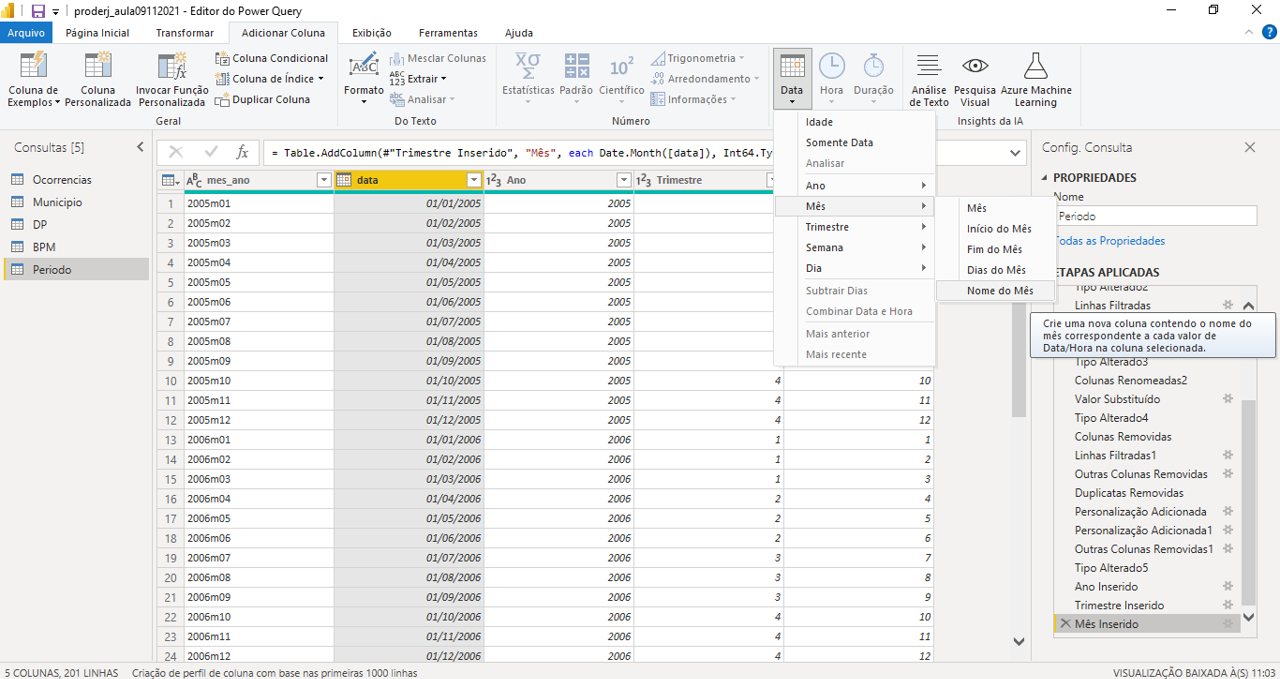 proderj_aula09112021 - Editor do Power Query
Arquivo Página Inicial Transformar Adicionar Coluna Exibição Ferramentas Ajuda
Coluna de Exemplos
Coluna Personalizada
Invocar Função Personalizada
Coluna Condicional
Coluna de Índice
Duplicar Coluna
Geral
Formato
Mesclar Colunas
Extrair
Analisar
Do Texto
Estatísticas
Padrão
Científico
Trigonometria
Arredondamento
Informações
Número
Data
Hora
Duração
Análise de Texto
Pesquisa Visual
Azure Machine Learning
Insights da IA
Consultas [5]
Ocorrencias
Municipio
DP
BPM
Periodo
= Table.AddColumn(#"Trimestre Inserido", "Mês", each Date.Month([data]), Int64.Ty
mes_ano data Ano Trimestre
1 2005m01 01/01/2005 2005
2 2005m02 01/02/2005 2005
3 2005m03 01/03/2005 2005
4 2005m04 01/04/2005 2005
5 2005m05 01/05/2005 2005
6 2005m06 01/06/2005 2005
7 2005m07 01/07/2005 2005
8 2005m08 01/08/2005 2005
9 2005m09 01/09/2005 2005
10 2005m10 01/10/2005 2005 4 10
11 2005m11 01/11/2005 2005 4 11
12 2005m12 01/12/2005 2005 4 12
13 2006m01 01/01/2006 2006 1 1
14 2006m02 01/02/2006 2006 1 2
15 2006m03 01/03/2006 2006 1 3
16 2006m04 01/04/2006 2006 2 4
17 2006m05 01/05/2006 2006 2 5
18 2006m06 01/06/2006 2006 2 6
19 2006m07 01/07/2006 2006 3 7
20 2006m08 01/08/2006 2006 3 8
21 2006m09 01/09/2006 2006 3 9
22 2006m10 01/10/2006 2006 4 10
23 2006m11 01/11/2006 2006 4 11
24 2006m12 01/12/2006 2006 4 12
Idade
Somente Data
Analisar
Ano
Mês
Trimestre
Semana
Dia
Subtrair Dias
Combinar Data e Hora
Mais anterior
Mais recente
Mês
Início do Mês
Fim do Mês
Dias do Mês
Nome do Mês
Crie uma nova coluna contendo o nome do
mês correspondente a cada valor de
Data/Hora na coluna selecionada.
Config. Consulta
PROPRIEDADES
Nome
Periodo
Todas as Propriedades
ETAPAS APLICADAS
Tipo Alterado2
Linhas Filtradas
Tipo Alterado3
Colunas Renomeadas2
Valor Substituído
Tipo Alterado4
Colunas Removidas
Linhas Filtradas1
Outras Colunas Removidas
Duplicatas Removidas
Personalização Adicionada
Personalização Adicionada1
Outras Colunas Removidas1
Tipo Alterado5
Ano Inserido
Trimestre Inserido
Mês Inserido
5 COLUNAS, 201 LINHAS Criação de perfil de coluna com base nas primeiras 1000 linhas
VISUALIZAÇÃO BAIXADA À(S) 11:03